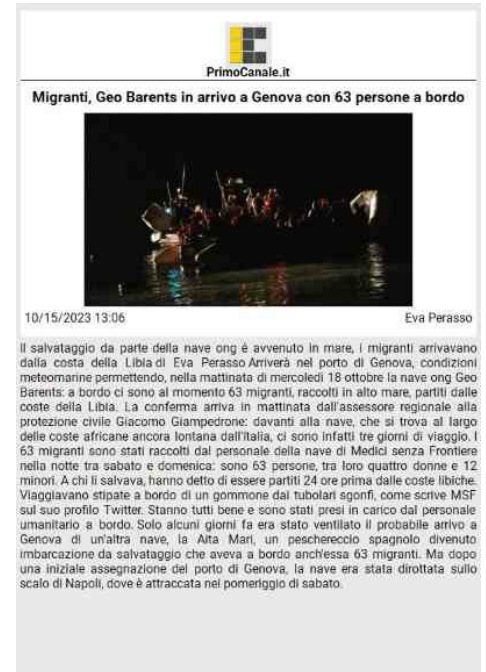 PrimoCanale.it
Migranti, Geo Barents in arrivo a Genova con 63 persone a bordo
10/15/2023 13:06
Eva Perasso
Il salvataggio da parte della nave ong è avvenuto in mare, i migranti arrivavano
dalla costa della Libia di Eva Perasso Arriverà nel porto di Genova, condizioni
meteomarine permettendo, nella mattinata di mercoledì 18 ottobre la nave ong Geo
Barents: a bordo ci sono al momento 63 migranti, raccolti in alto mare, partiti dalle
coste della Libia. La conferma arriva in mattinata dall'assessore regionale alla
protezione civile Giacomo Giampedrone: davanti alla nave, che si trova al largo
delle coste africane ancora lontana dall'Italia, ci sono infatti tre giorni di viaggio. I
63 migranti sono stati raccolti dal personale della nave di Medici senza Frontiere
nella notte tra sabato e domenica: sono 63 persone, tra loro quattro donne e 12
minori. A chi li salvava, hanno detto di essere partiti 24 ore prima dalle coste libiche.
Viaggiavano stipate a bordo di un gommone dai tubolari sgonfi, come scrive MSF
sul suo profilo Twitter. Stanno tutti bene e sono stati presi in carico dal personale
umanitario a bordo. Solo alcuni giorni fa era stato ventilato il probabile arrivo a
Genova di un'altra nave, la Aita Mari, un peschereccio spagnolo divenuto
imbarcazione da salvataggio che aveva a bordo anch'essa 63 migranti. Ma dopo
una iniziale assegnazione del porto di Genova, la nave era stata dirottata sullo
scalo di Napoli, dove è attraccata nel pomeriggio di sabato.